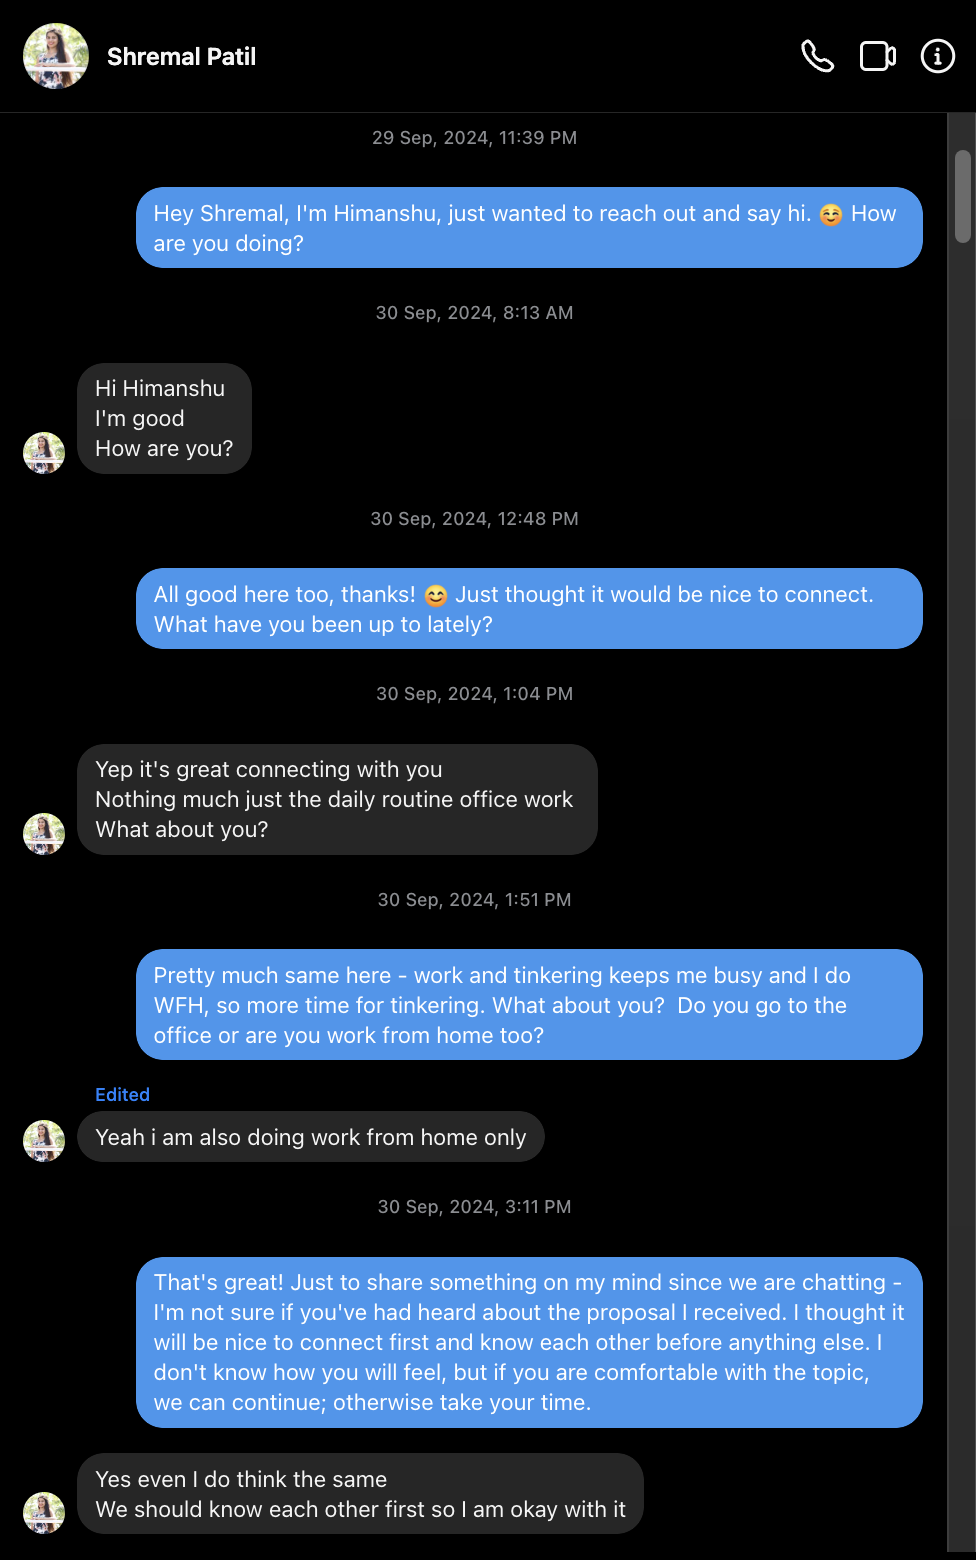 Shremal Patil
29 Sep, 2024, 11:39 PM
Hey Shremal, I'm Himanshu, just wanted to reach out and say hi. 😊 How
are you doing?
30 Sep, 2024, 8:13 AM
Hi Himanshu
I'm good
How are you?
30 Sep, 2024, 12:48 PM
All good here too, thanks! 😊 Just thought it would be nice to connect.
What have you been up to lately?
30 Sep, 2024, 1:04 PM
Yep it's great connecting with you
Nothing much just the daily routine office work
What about you?
30 Sep, 2024, 1:51 PM
Pretty much same here - work and tinkering keeps me busy and I do
WFH, so more time for tinkering. What about you?  Do you go to the
office or are you work from home too?
Edited
Yeah i am also doing work from home only
30 Sep, 2024, 3:11 PM
That's great! Just to share something on my mind since we are chatting -
I'm not sure if you've had heard about the proposal I received. I thought it
will be nice to connect first and know each other before anything else. I
don't know how you will feel, but if you are comfortable with the topic,
we can continue; otherwise take your time.
Yes even I do think the same
We should know each other first so I am okay with it